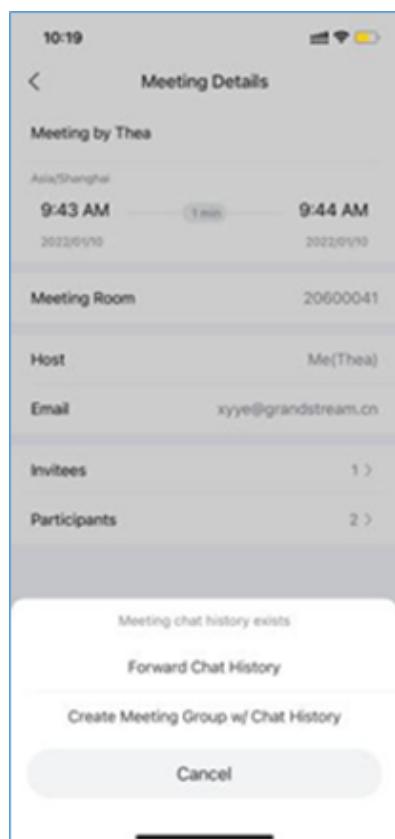 10:19
Meeting Details
Meeting by Thea
Asia/Shanghai
9:43 AM 1 min 9:44 AM
2022/01/10 2022/01/10
Meeting Room 20600041
Host Me(Thea)
Email xyye@grandstream.cn
Invitees 1
Participants 2
Meeting chat history exists
Forward Chat History
Create Meeting Group w/ Chat History
Cancel